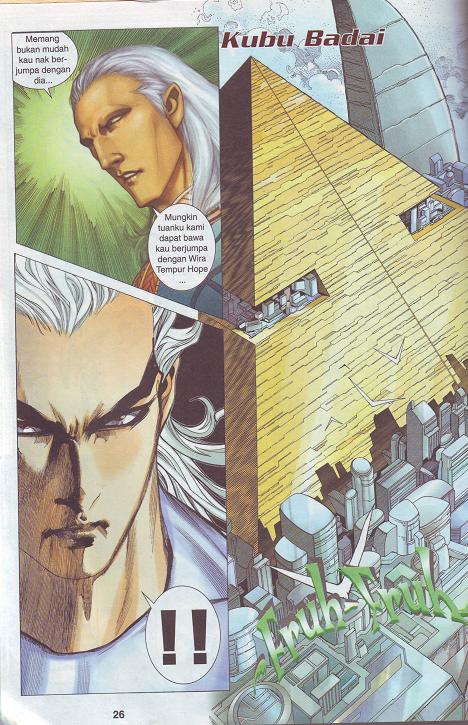 Memang
bukan mudah
kau nak ber-
jumpa dengan
dia...
Kubu Badai
Mungkin
tuanku kami
dapat bawa
kau berjumpa
dengan Wira
Tempur Hope
...
!!
Fruh-Fruh
26